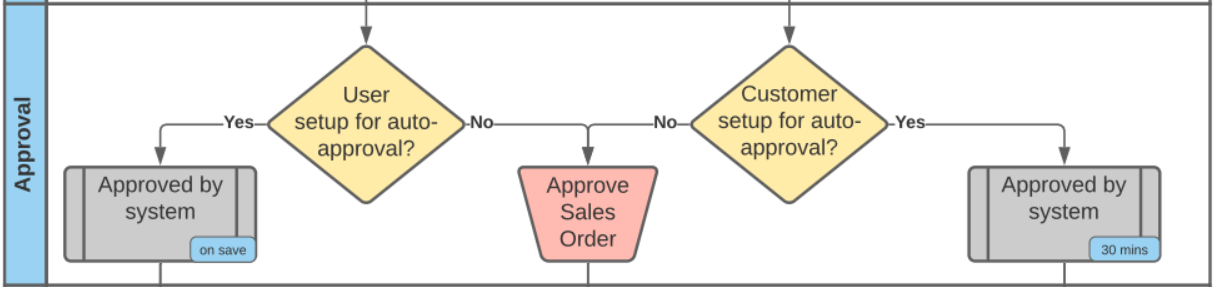 Approval
User
setup for auto-
approval?
Customer
setup for auto-
approval?
Yes
No
No
Yes
Approved by
system
on save
Approve
Sales
Order
Approved by
system
30 mins